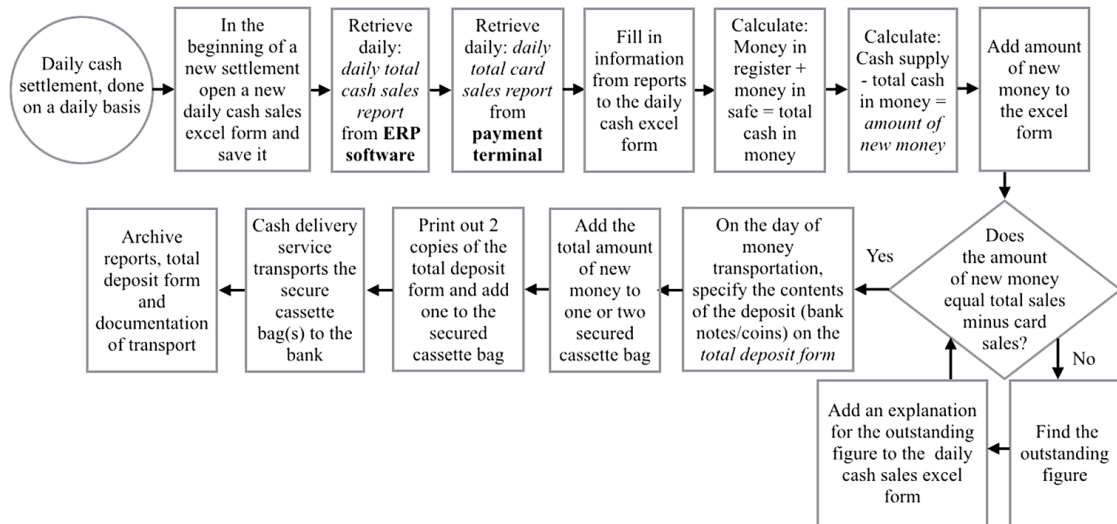 Daily cash
settlement, done
on a daily basis
In the
beginning of a
new settlement
open a new
daily cash sales
excel form and
save it
Retrieve
daily:
daily total
cash sales
report
from ERP
software
Retrieve
daily: daily
total card
sales report
from
payment
terminal
Fill in
information
from reports
to the daily
cash excel
form
Calculate:
Money in
register +
money in
safe = total
cash in
money
Calculate:
Cash supply
- total cash
in money =
amount of
new money
Add amount
of new
money to
the excel
form
Does
the amount
of new money
equal total sales
minus card
sales?
Yes
No
Find the
outstanding
figure
Add an explanation
for the outstanding
figure to the daily
cash sales excel
form
On the day of
money
transportation,
specify the contents
of the deposit (bank
notes/coins) on the
total deposit form
Add the
total amount
of new
money to
one or two
secured
cassette bag
Print out 2
copies of the
total deposit
form and add
one to the
secured
cassette bag
Cash delivery
service
transports the
secure
cassette
bag(s) to the
bank
Archive
reports, total
deposit form
and
documentation
of transport